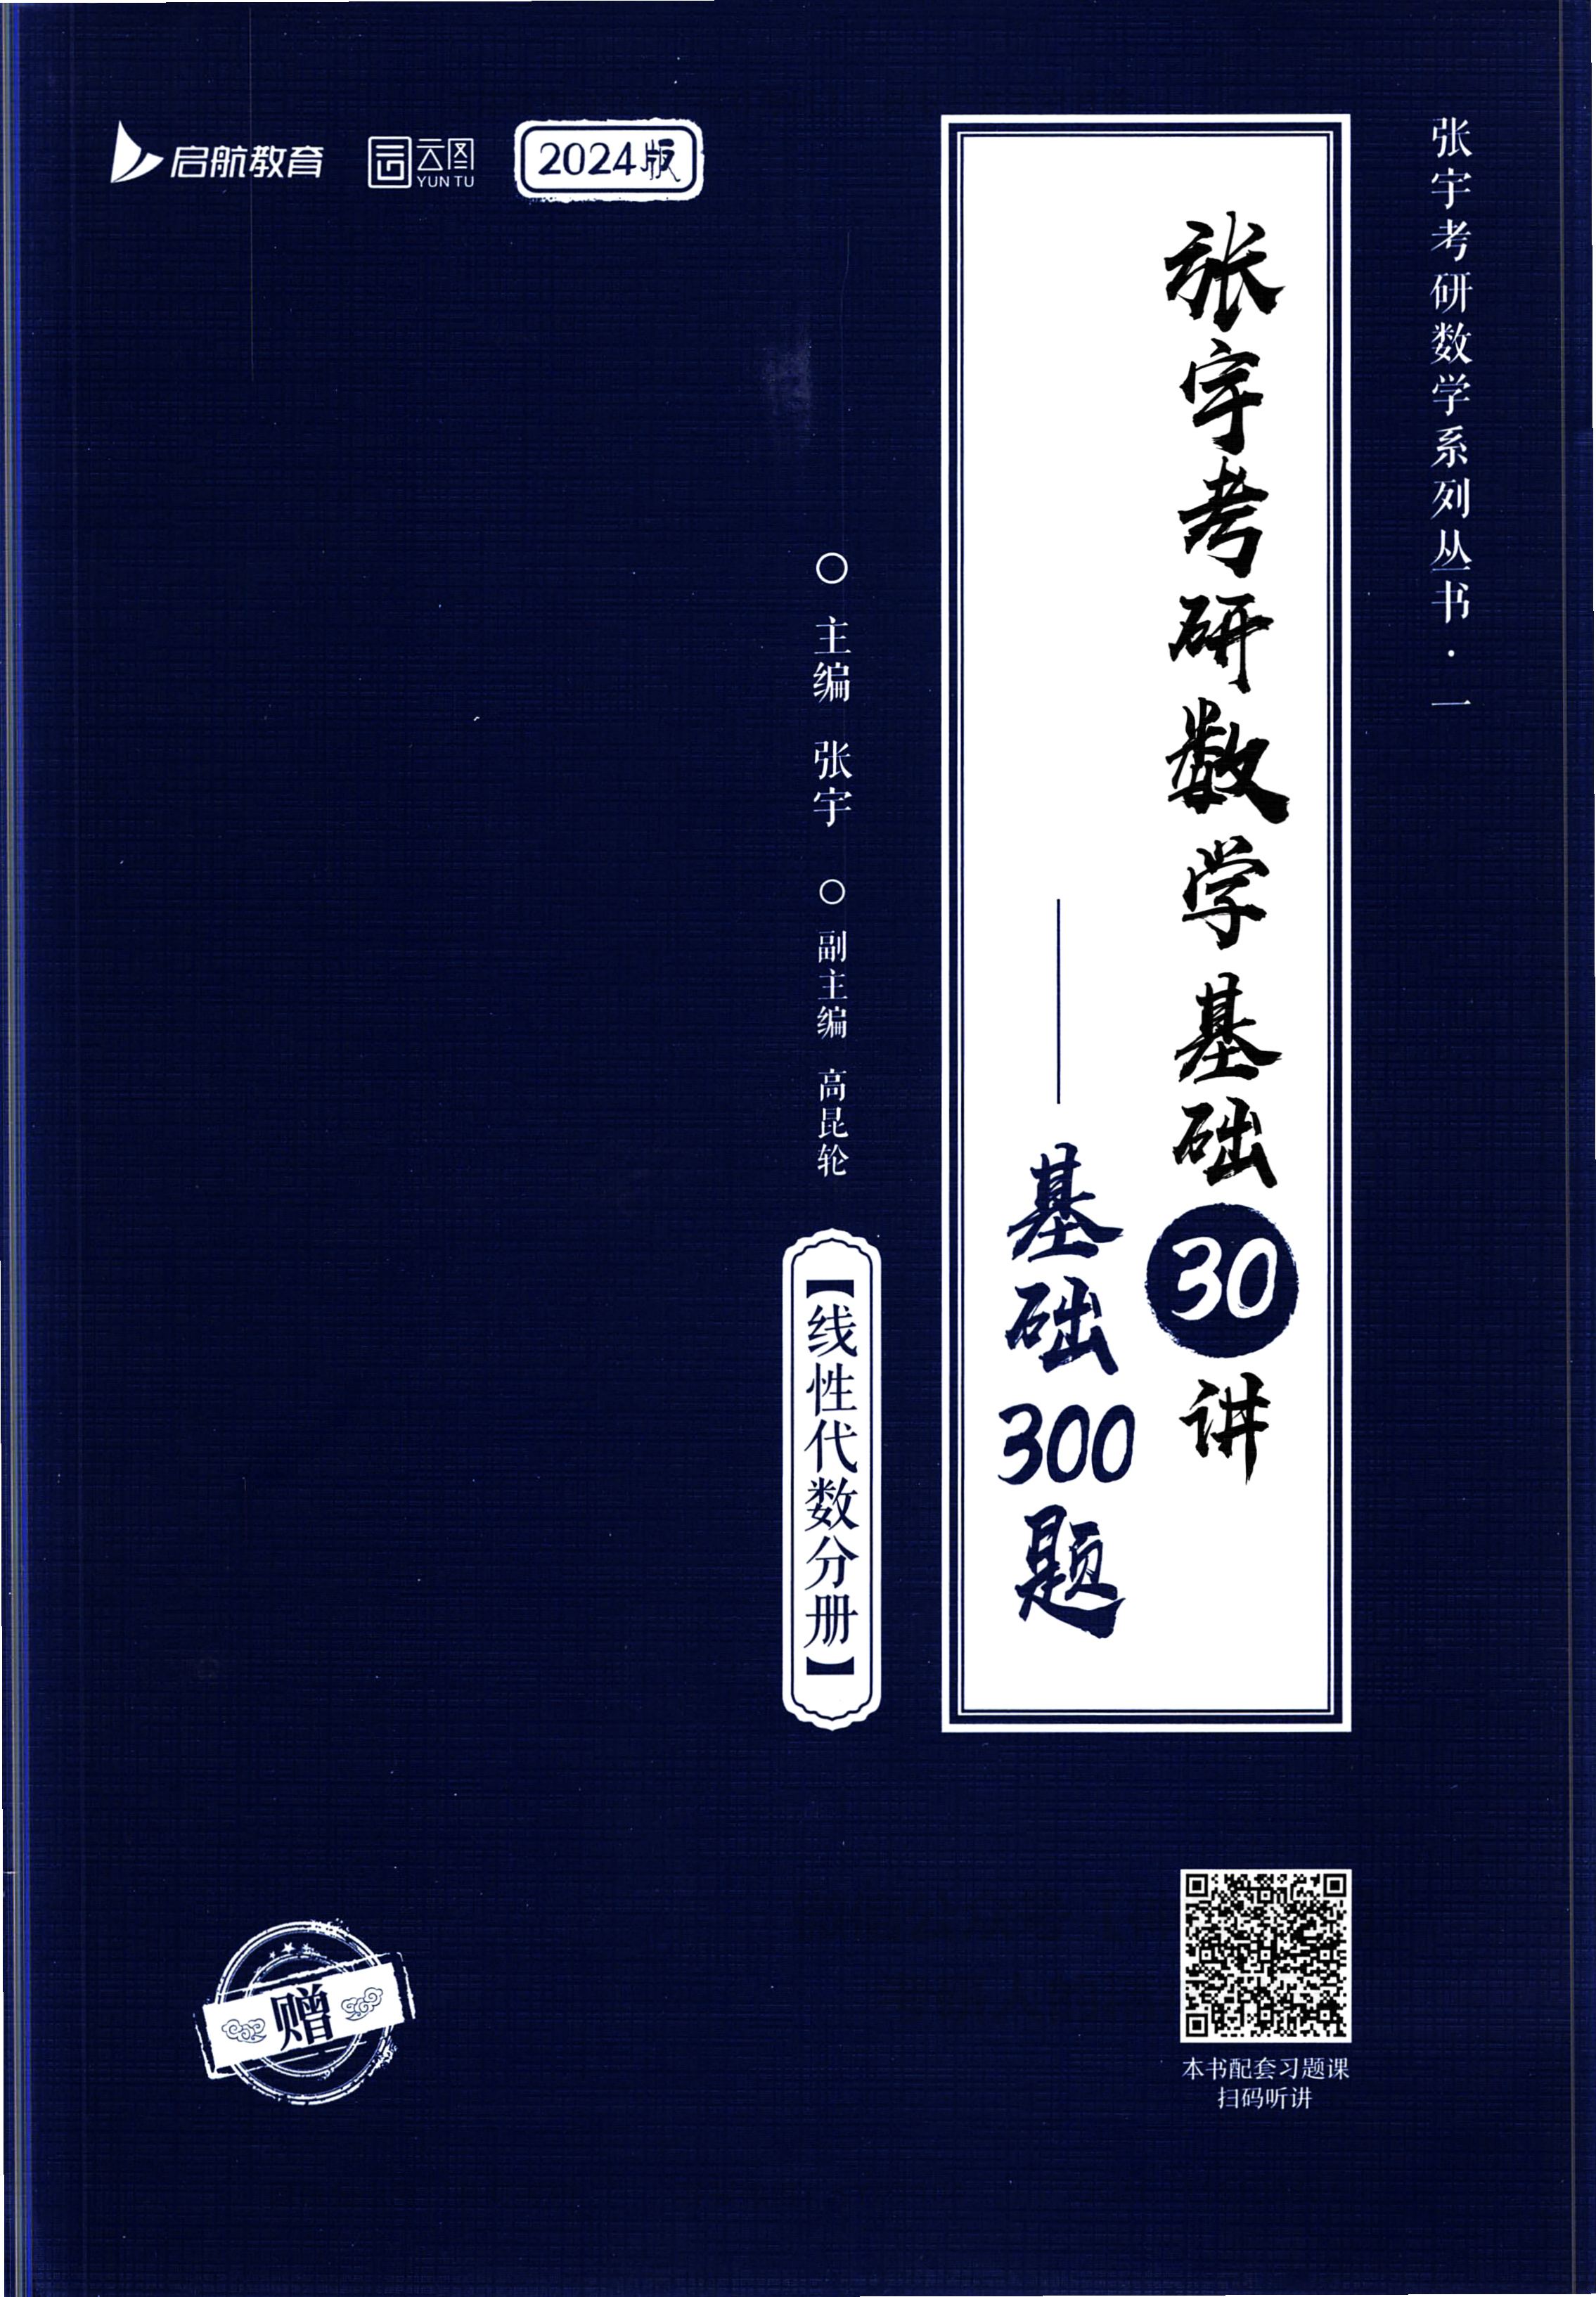 启航教育
云图
YUN TU
2024版
张宇考研数学系列丛书·一
张宇考研数学基础30讲
——基础300题
○ 主编 张宇 ○ 副主编 高昆轮
【线性代数分册】
赠
本书配套习题课
扫码听讲